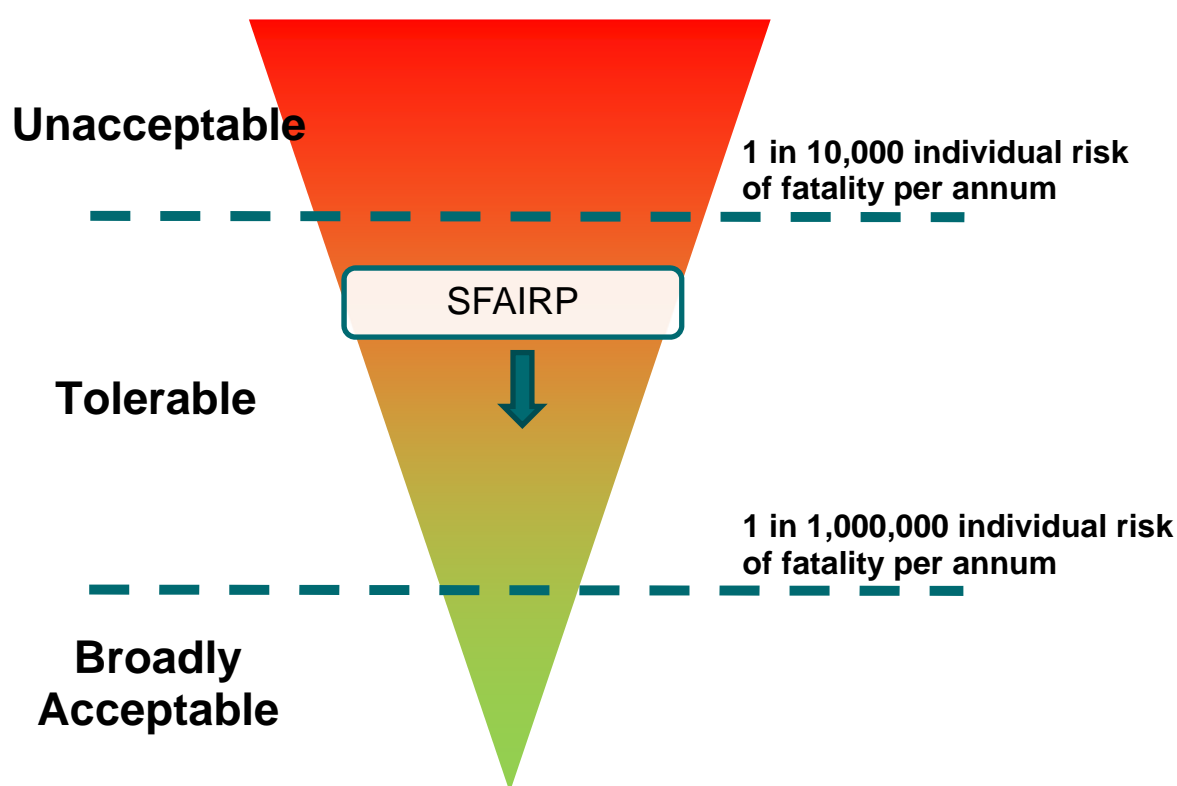 Unacceptable
1 in 10,000 individual risk
of fatality per annum
SFAIRP
Tolerable
1 in 1,000,000 individual risk
of fatality per annum
Broadly
Acceptable